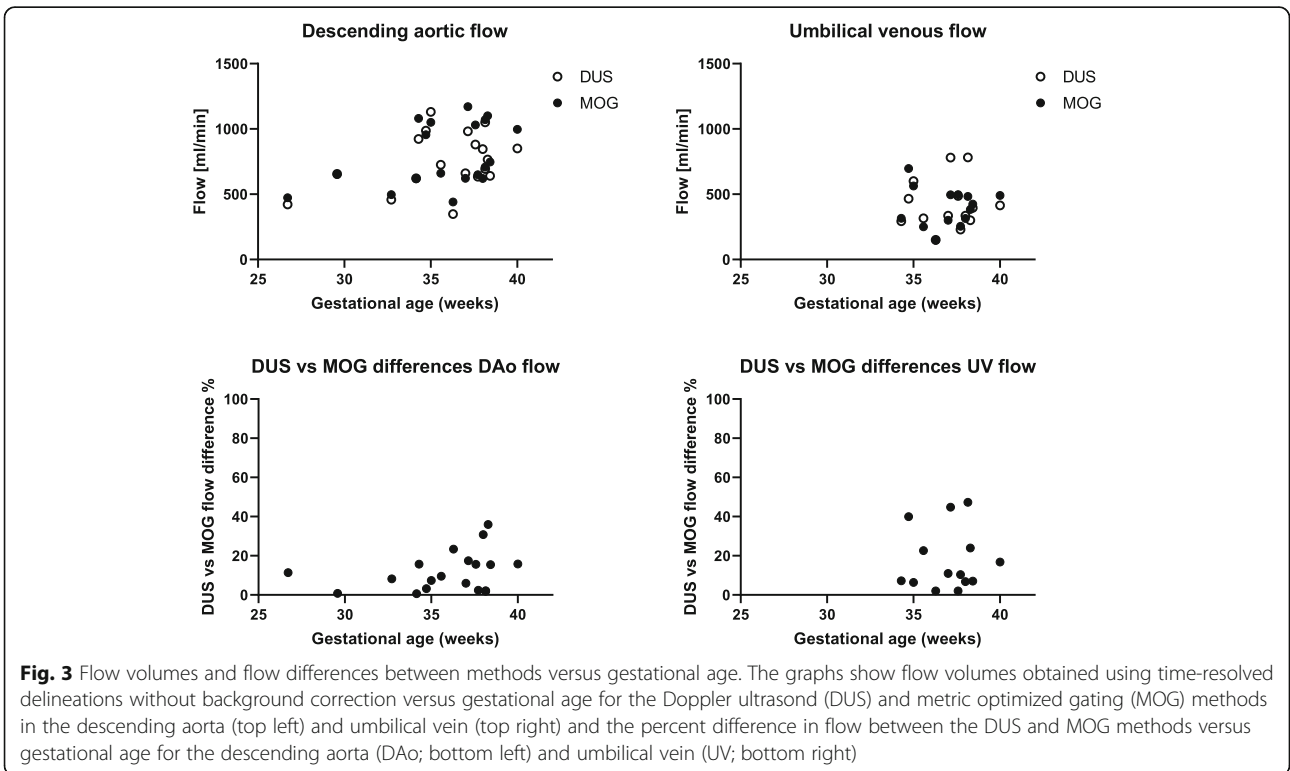 Descending aortic flow
1500
1000
500
0
Flow [ml/min]
25 30 35 40
Gestational age (weeks)
DUS
MOG
Umbilical venous flow
1500
1000
500
0
Flow [ml/min]
25 30 35 40
Gestational age (weeks)
DUS
MOG
DUS vs MOG differences DAo flow
100
80
60
40
20
0
DUS vs MOG flow difference %
25 30 35 40
Gestational age (weeks)
DUS vs MOG differences UV flow
100
80
60
40
20
0
DUS vs MOG flow difference %
25 30 35 40
Gestational age (weeks)
Fig. 3 Flow volumes and flow differences between methods versus gestational age. The graphs show flow volumes obtained using time-resolved
delineations without background correction versus gestational age for the Doppler ultrasond (DUS) and metric optimized gating (MOG) methods
in the descending aorta (top left) and umbilical vein (top right) and the percent difference in flow between the DUS and MOG methods versus
gestational age for the descending aorta (DAo; bottom left) and umbilical vein (UV; bottom right)